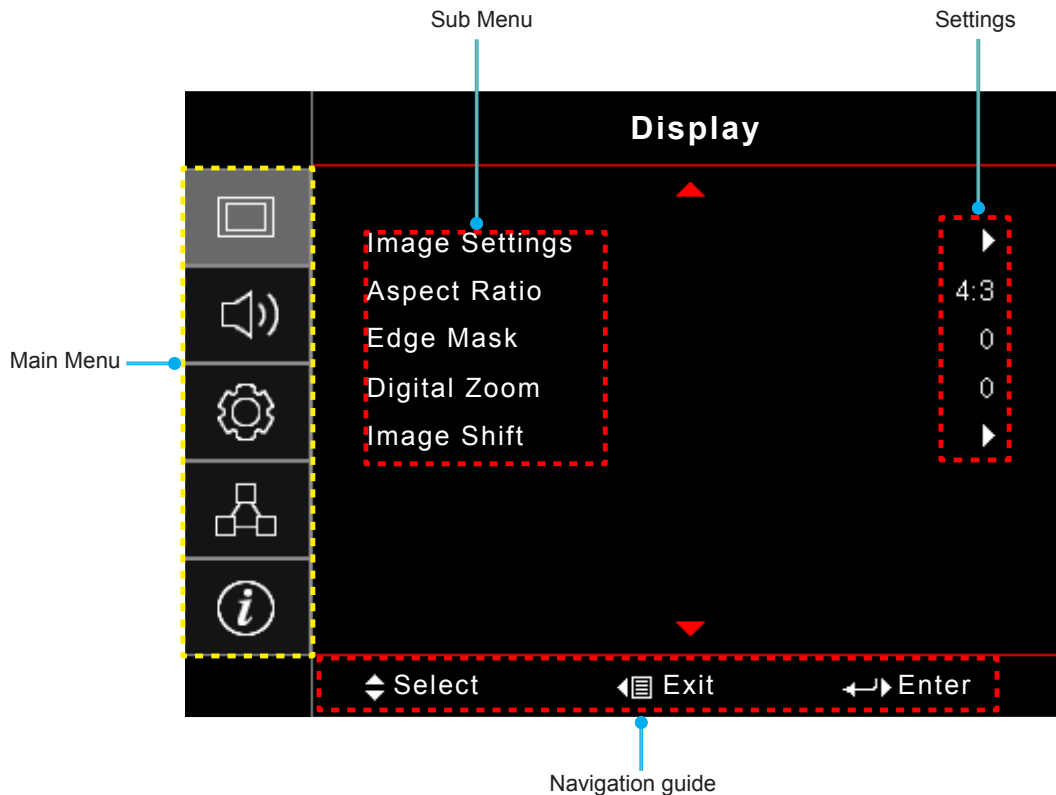 Sub Menu
Settings
Display
Image Settings
Aspect Ratio 4:3
Edge Mask 0
Digital Zoom 0
Image Shift
Main Menu
i
Select Exit Enter
Navigation guide